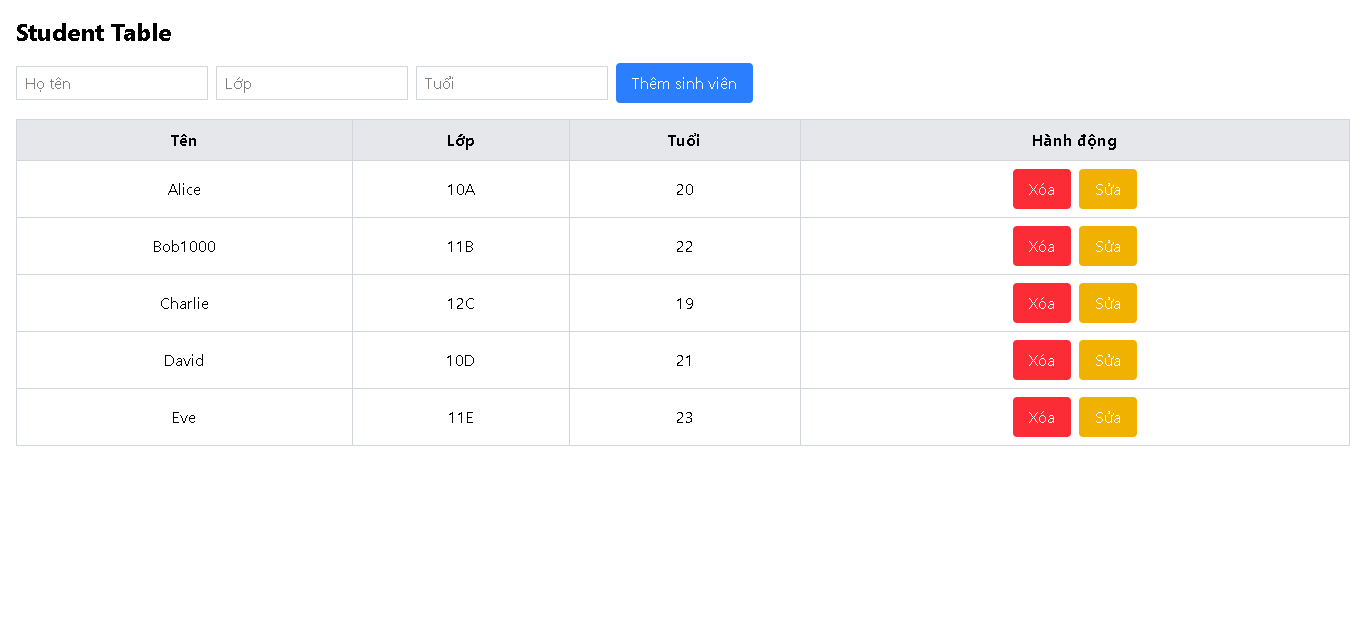 Student Table
Họ tên Lớp Tuổi Thêm sinh viên
Tên Lớp Tuổi Hành động
Alice 10A 20 Xóa Sửa
Bob1000 11B 22 Xóa Sửa
Charlie 12C 19 Xóa Sửa
David 10D 21 Xóa Sửa
Eve 11E 23 Xóa Sửa